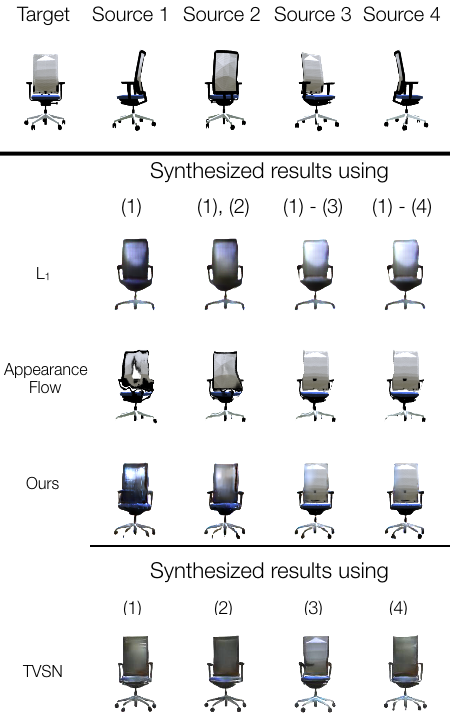 Target Source 1 Source 2 Source 3 Source 4
Synthesized results using
(1) (1), (2) (1) - (3) (1) - (4)
L₁
Appearance
Flow
Ours
Synthesized results using
(1) (2) (3) (4)
TVSN